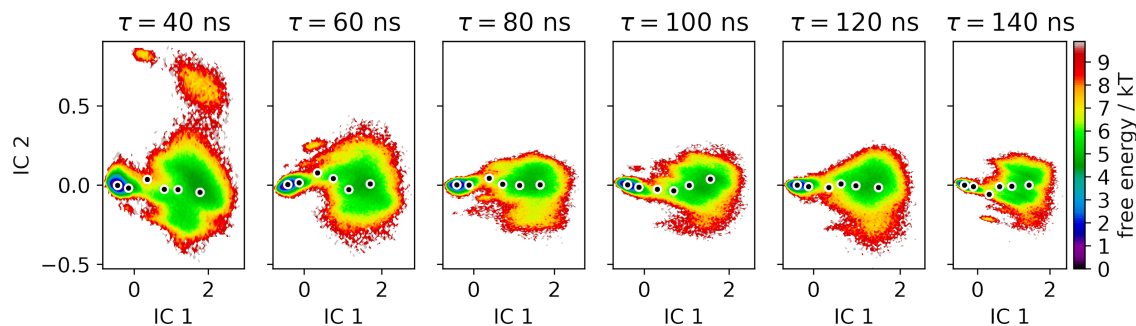 τ = 40 ns
τ = 60 ns
τ = 80 ns
τ = 100 ns
τ = 120 ns
τ = 140 ns
IC 2
0.5
0.0
−0.5
0 2
0 2
0 2
0 2
0 2
0 2
IC 1
IC 1
IC 1
IC 1
IC 1
IC 1
9
8
7
6
5
4
3
2
1
0
free energy / kT